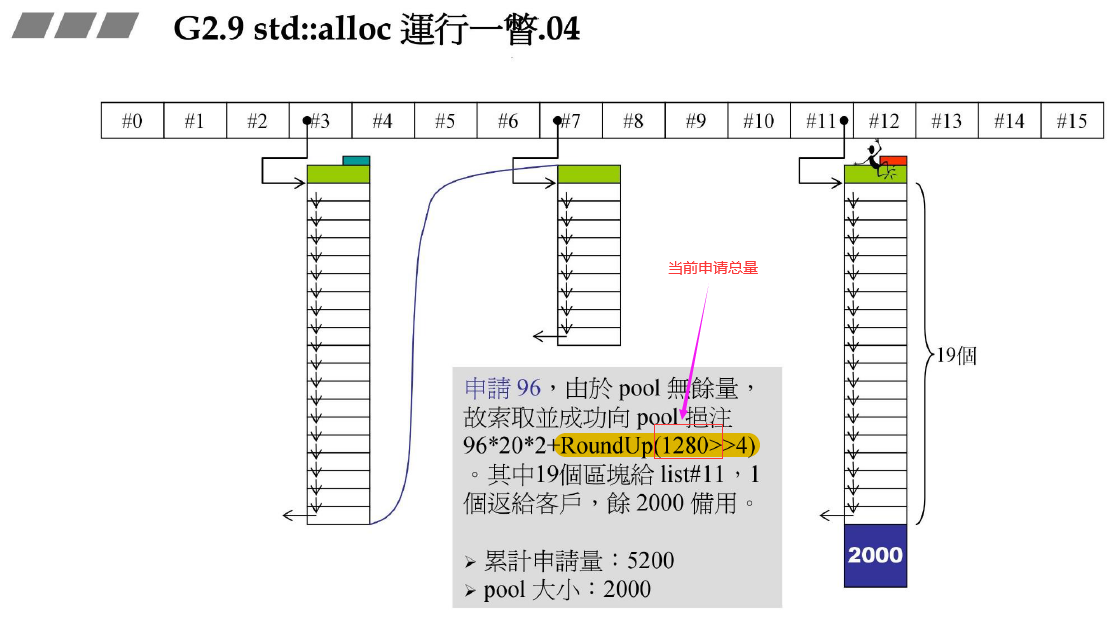 G2.9 std::alloc 運行一瞥.04
#0 #1 #2 #3 #4 #5 #6 #7 #8 #9 #10 #11 #12 #13 #14 #15
当前申请总量
19個
申請 96，由於 pool 無餘量，
故索取並成功向 pool 挹注
96*20*2+RoundUp(1280>>4)
。其中19個區塊給 list#11，1
個返給客戶，餘 2000 備用。
➢ 累計申請量：5200
➢ pool 大小：2000
2000